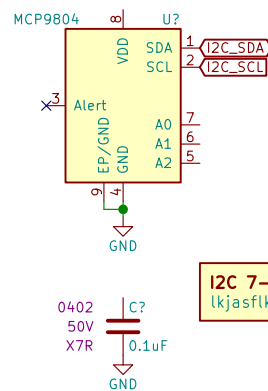 MCP9804
U?
8
VDD
SDA
1
I2C_SDA
SCL
2
I2C_SCL
3
Alert
A0
7
A1
6
A2
5
EP/GND
GND
9
4
GND
0402
C?
50V
X7R
0.1uF
GND
I2C 7-
lkjasflk